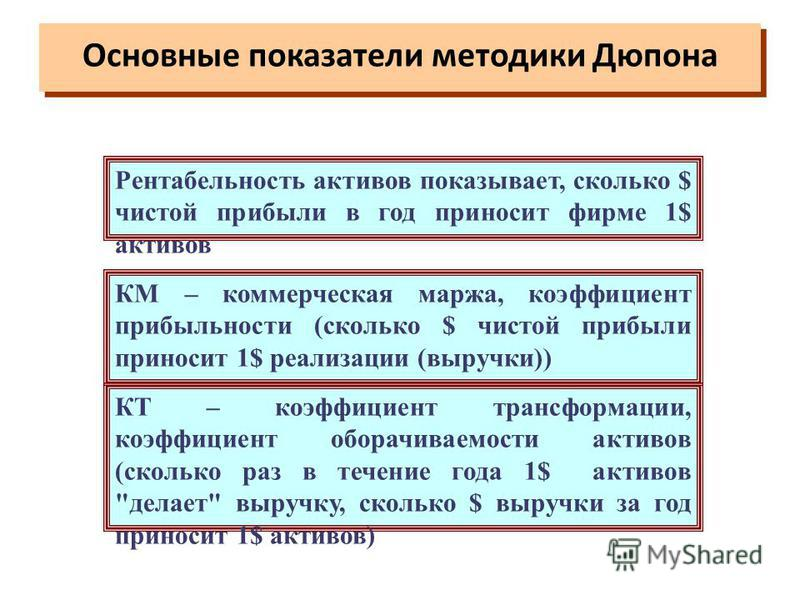 Основные показатели методики Дюпона
Рентабельность активов показывает, сколько $
чистой прибыли в год приносит фирме 1$
активов
КМ – коммерческая маржа, коэффициент
прибыльности (сколько $ чистой прибыли
приносит 1$ реализации (выручки))
КТ – коэффициент трансформации,
коэффициент оборачиваемости активов
(сколько раз в течение года 1$ активов
"делает" выручку, сколько $ выручки за год
приносит 1$ активов)
MyShared